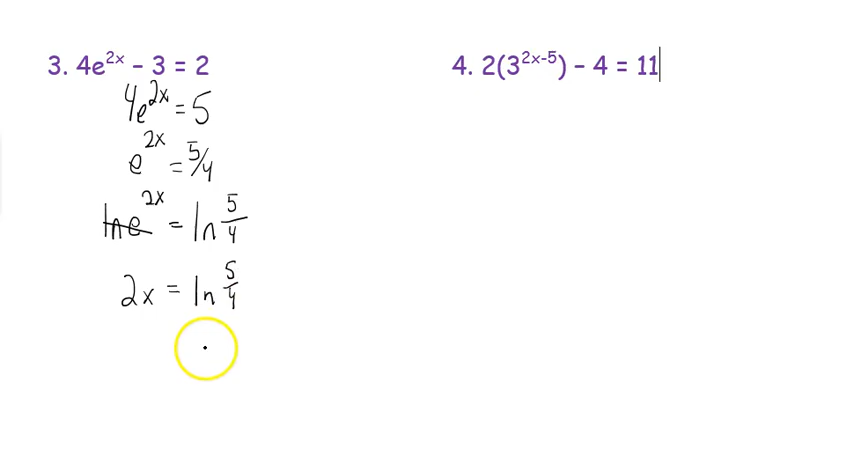 3. 4e^{2x} – 3 = 2
4e^{2x} = 5
e^{2x} = 5/4
ln e^{2x} = ln 5/4
2x = ln 5/4
4. 2(3^{2x-5}) – 4 = 11